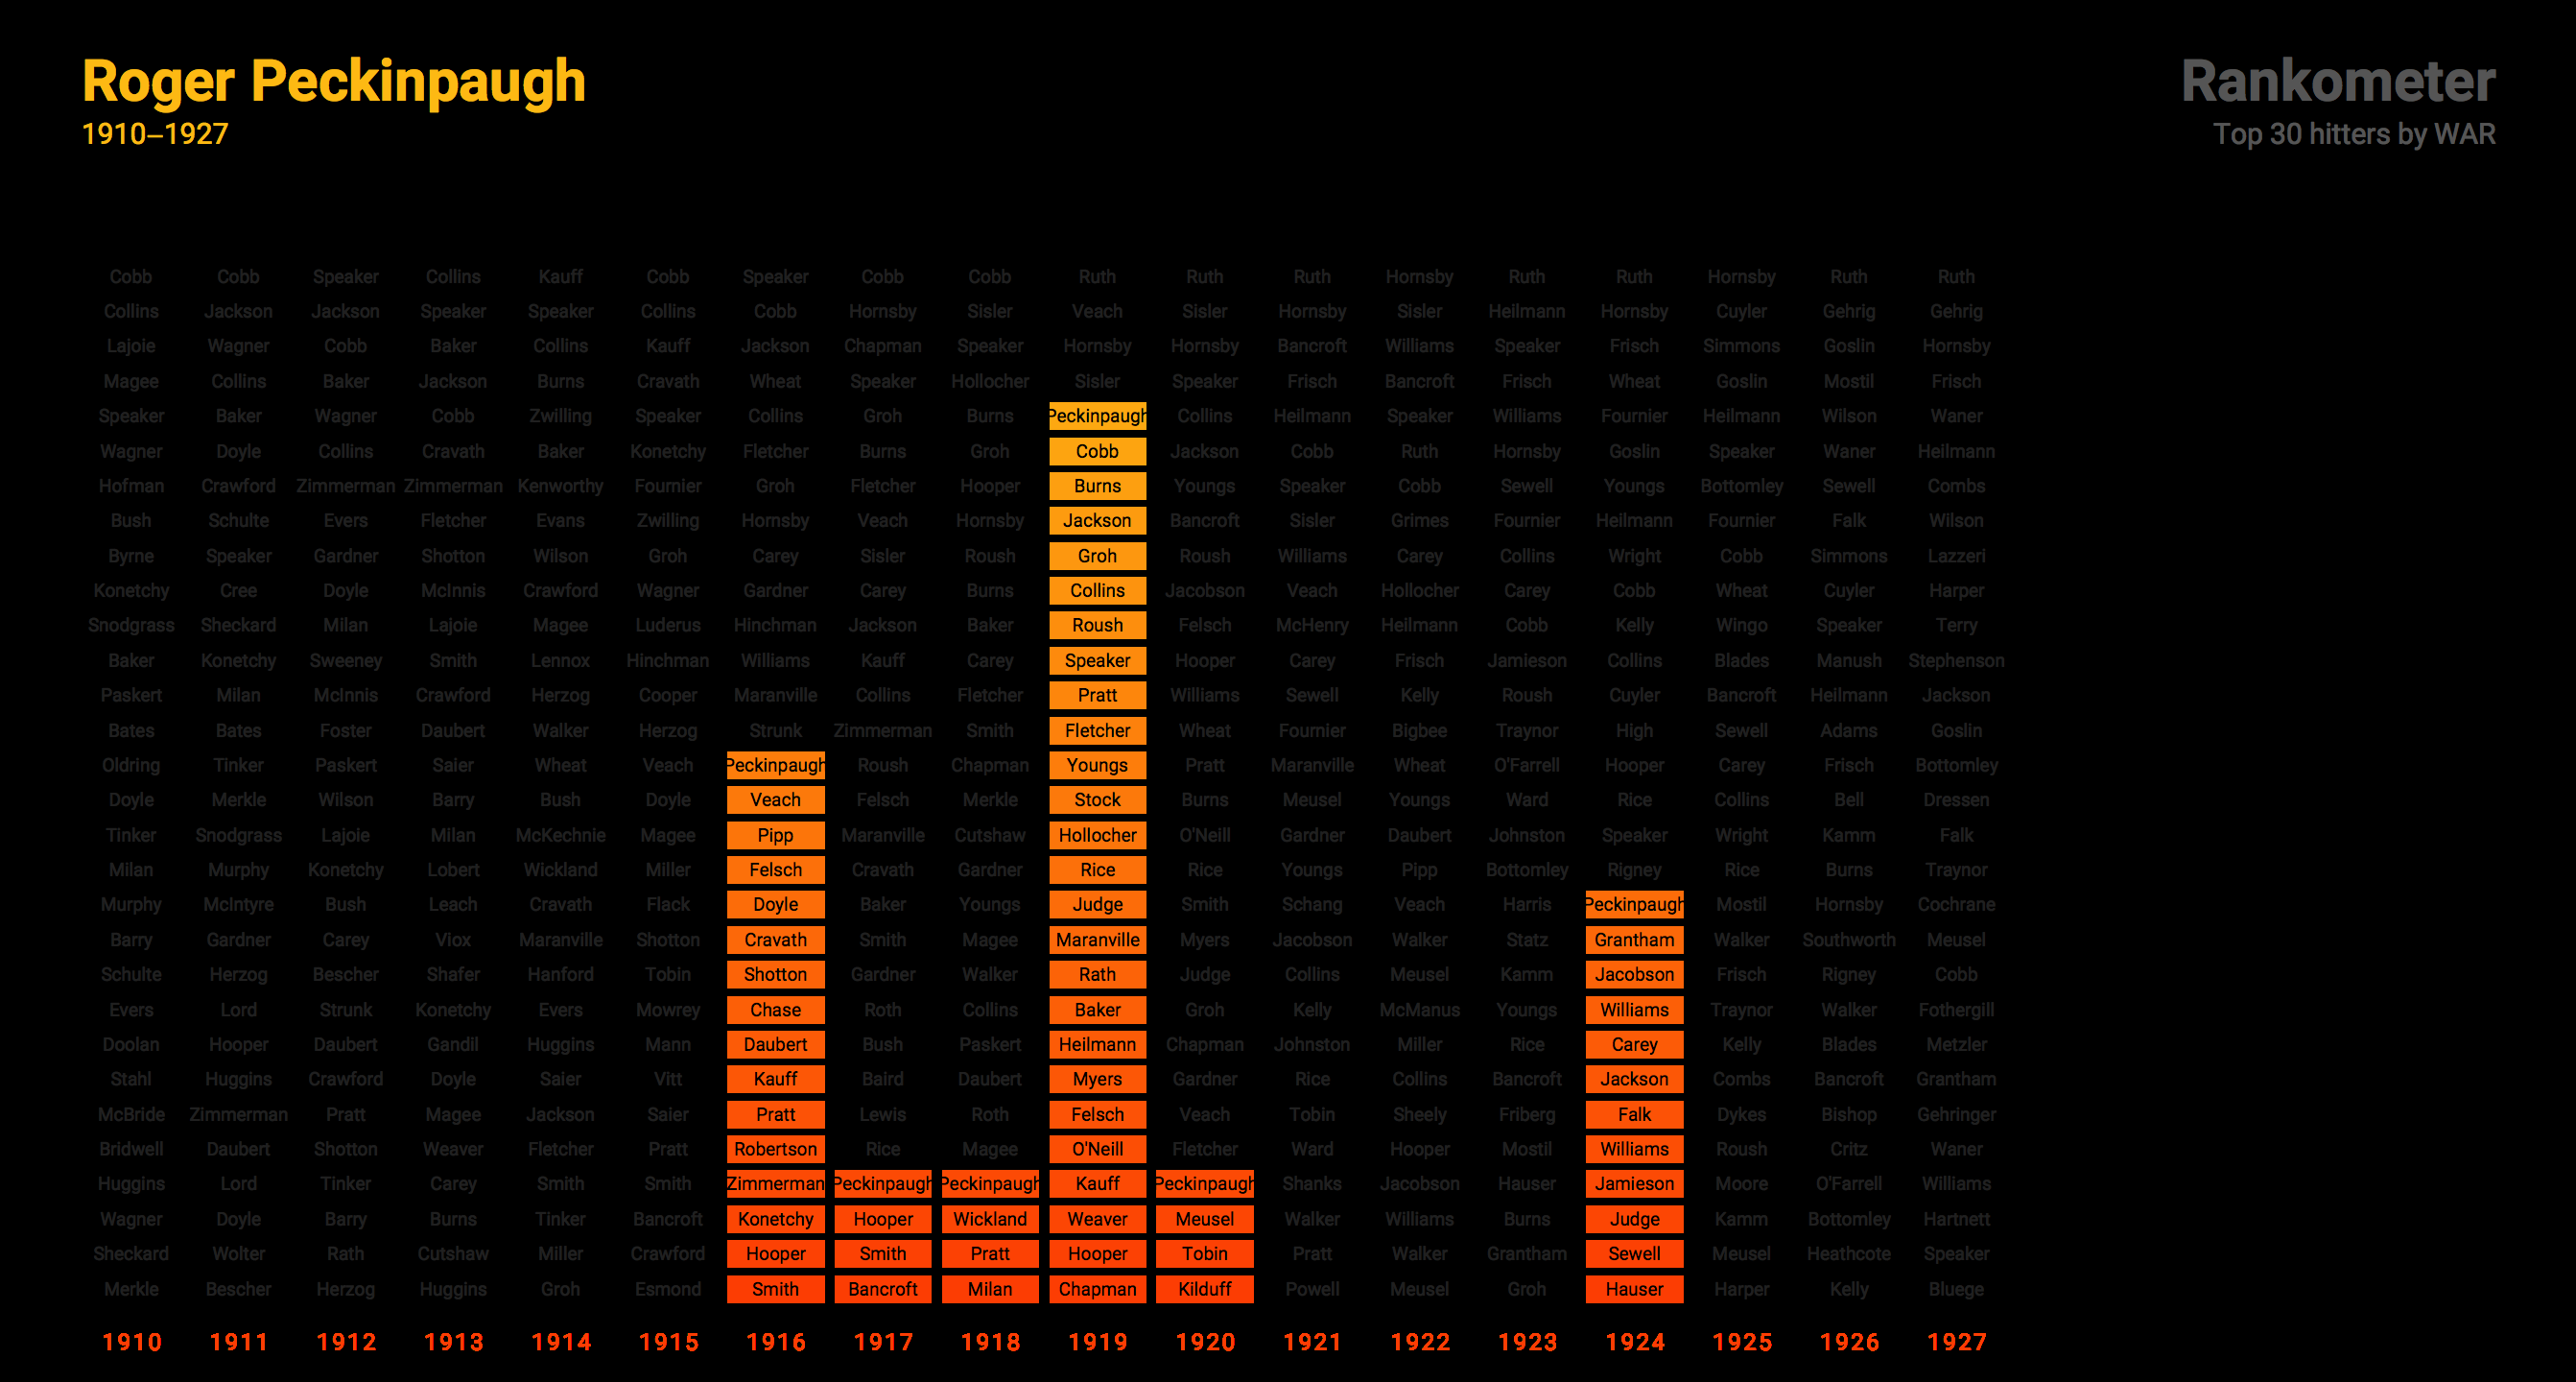 Roger Peckinpaugh
1910–1927
Rankometer
Top 30 hitters by WAR
Cobb Cobb Speaker Collins Kauff Cobb Speaker Cobb Cobb Ruth Ruth Ruth Hornsby Ruth Ruth Hornsby Ruth Ruth
Collins Jackson Jackson Speaker Speaker Collins Cobb Hornsby Sisler Veach Sisler Hornsby Sisler Heilmann Hornsby Cuyler Gehrig Gehrig
Lajoie Wagner Cobb Baker Collins Kauff Jackson Chapman Speaker Hornsby Hornsby Bancroft Williams Speaker Frisch Simmons Goslin Hornsby
Magee Collins Baker Jackson Burns Cravath Wheat Speaker Hollocher Sisler Speaker Frisch Bancroft Frisch Wheat Goslin Mostil Frisch
Speaker Baker Wagner Cobb Zwilling Speaker Collins Groh Burns Peckinpaugh Collins Heilmann Speaker Williams Fournier Heilmann Wilson Waner
Wagner Doyle Collins Cravath Baker Konetchy Fletcher Burns Groh Cobb Jackson Cobb Ruth Hornsby Goslin Speaker Waner Heilmann
Hofman Crawford Zimmerman Zimmerman Kenworthy Fournier Groh Fletcher Hooper Burns Youngs Speaker Cobb Sewell Youngs Bottomley Sewell Combs
Bush Schulte Evers Fletcher Evans Zwilling Hornsby Veach Hornsby Jackson Bancroft Sisler Grimes Fournier Heilmann Fournier Falk Wilson
Byrne Speaker Gardner Shotton Wilson Groh Carey Sisler Roush Groh Roush Williams Carey Collins Wright Cobb Simmons Lazzeri
Konetchy Cree Doyle McInnis Crawford Wagner Gardner Carey Burns Collins Jacobson Veach Hollocher Carey Cobb Wheat Cuyler Harper
Snodgrass Sheckard Milan Lajoie Magee Luderus Hinchman Jackson Baker Roush Felsch McHenry Heilmann Cobb Kelly Wingo Speaker Terry
Baker Konetchy Sweeney Smith Lennox Hinchman Williams Kauff Carey Speaker Hooper Carey Frisch Jamieson Collins Blades Manush Stephenson
Paskert Milan McInnis Crawford Herzog Cooper Maranville Collins Fletcher Pratt Williams Sewell Kelly Roush Cuyler Bancroft Heilmann Jackson
Bates Bates Foster Daubert Walker Herzog Strunk Zimmerman Smith Fletcher Wheat Fournier Bigbee Traynor High Sewell Adams Goslin
Oldring Tinker Paskert Saier Wheat Veach Peckinpaugh Roush Chapman Youngs Pratt Maranville Wheat O'Farrell Hooper Carey Frisch Bottomley
Doyle Merkle Wilson Barry Bush Doyle Veach Felsch Merkle Stock Burns Meusel Youngs Ward Rice Collins Bell Dressen
Tinker Snodgrass Lajoie Milan McKechnie Magee Pipp Maranville Cutshaw Hollocher O'Neill Gardner Daubert Johnston Speaker Wright Kamm Falk
Milan Murphy Konetchy Lobert Wickland Miller Felsch Cravath Gardner Rice Rice Youngs Pipp Bottomley Rigney Rice Burns Traynor
Murphy McIntyre Bush Leach Cravath Flack Doyle Baker Youngs Judge Smith Schang Veach Harris Peckinpaugh Mostil Hornsby Cochrane
Barry Gardner Carey Viox Maranville Shotton Cravath Smith Magee Maranville Myers Jacobson Walker Statz Grantham Walker Southworth Meusel
Schulte Herzog Bescher Shafer Hanford Tobin Shotton Gardner Walker Rath Judge Collins Meusel Kamm Jacobson Frisch Rigney Cobb
Evers Lord Strunk Konetchy Evers Mowrey Chase Roth Collins Baker Groh Kelly McManus Youngs Williams Traynor Walker Fothergill
Doolan Hooper Daubert Gandil Huggins Mann Daubert Bush Paskert Heilmann Chapman Johnston Miller Rice Carey Kelly Blades Metzler
Stahl Huggins Crawford Doyle Saier Vitt Kauff Baird Daubert Myers Gardner Rice Collins Bancroft Jackson Combs Bancroft Grantham
McBride Zimmerman Pratt Magee Jackson Saier Pratt Lewis Roth Felsch Veach Tobin Sheely Friberg Falk Dykes Bishop Gehringer
Bridwell Daubert Shotton Weaver Fletcher Pratt Robertson Rice Magee O'Neill Fletcher Ward Hooper Mostil Williams Roush Critz Waner
Huggins Lord Tinker Carey Smith Smith Zimmerman Peckinpaugh Peckinpaugh Kauff Peckinpaugh Shanks Jacobson Hauser Jamieson Moore O'Farrell Williams
Wagner Doyle Barry Burns Tinker Bancroft Konetchy Hooper Wickland Weaver Meusel Walker Williams Burns Judge Kamm Bottomley Hartnett
Sheckard Wolter Rath Cutshaw Miller Crawford Hooper Smith Pratt Hooper Tobin Pratt Walker Grantham Sewell Meusel Heathcote Speaker
Merkle Bescher Herzog Huggins Groh Esmond Smith Bancroft Milan Chapman Kilduff Powell Meusel Groh Hauser Harper Kelly Bluege
1910 1911 1912 1913 1914 1915 1916 1917 1918 1919 1920 1921 1922 1923 1924 1925 1926 1927